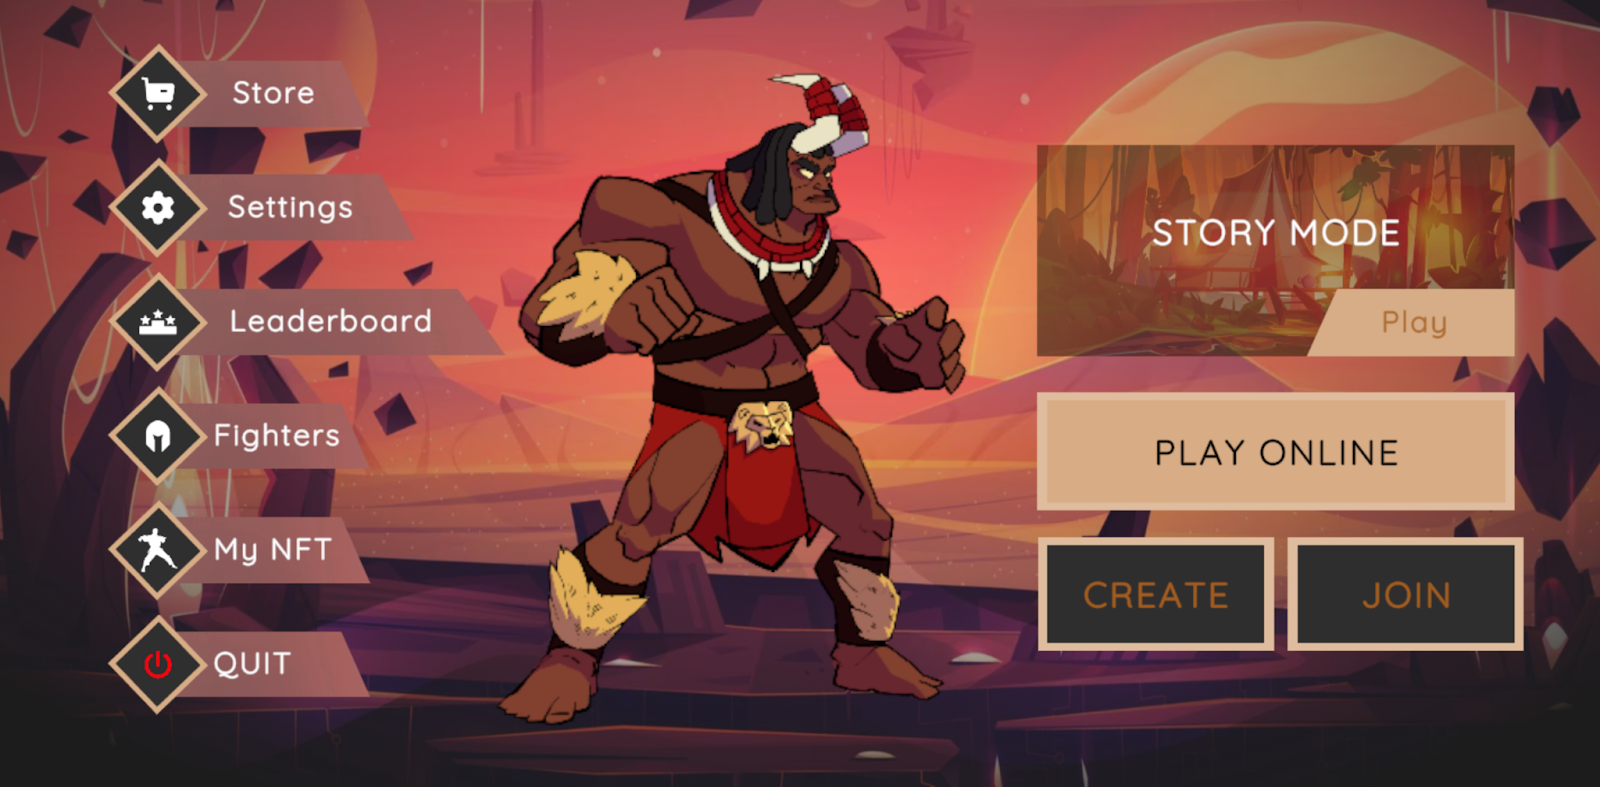 Store
Settings
Leaderboard
Fighters
My NFT
QUIT
STORY MODE
Play
PLAY ONLINE
CREATE
JOIN